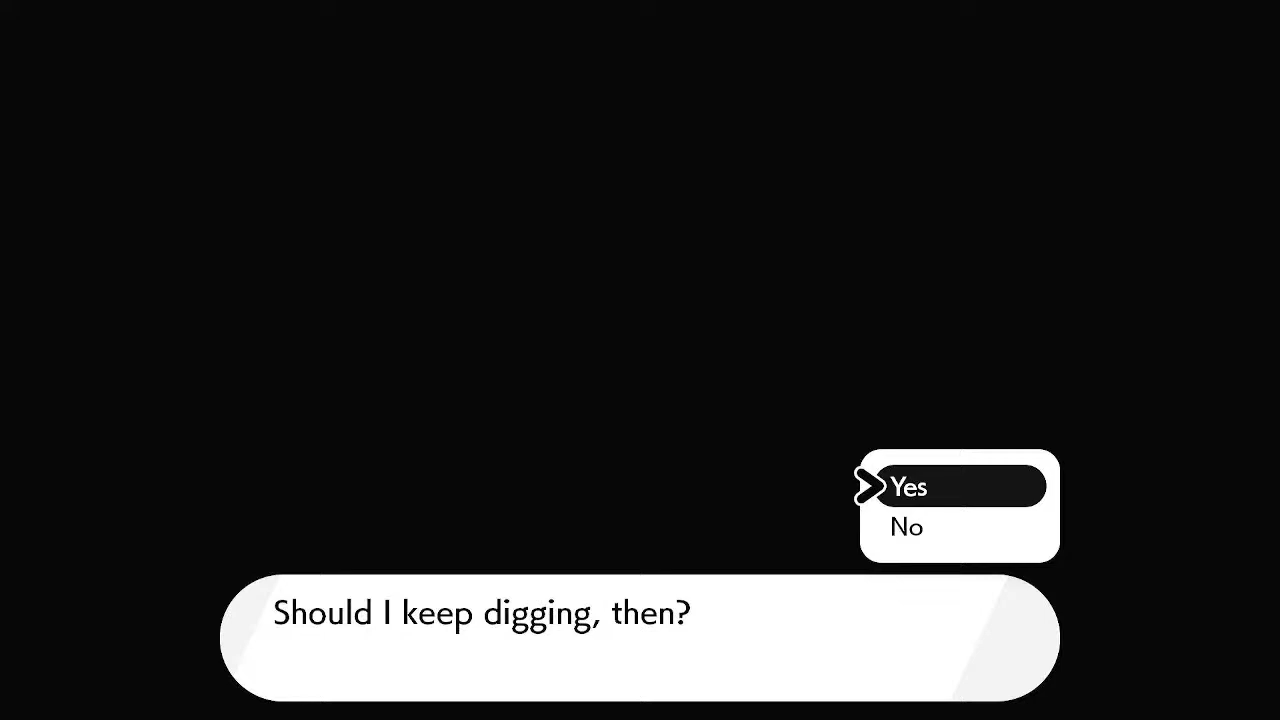 Yes
No
Should I keep digging, then?